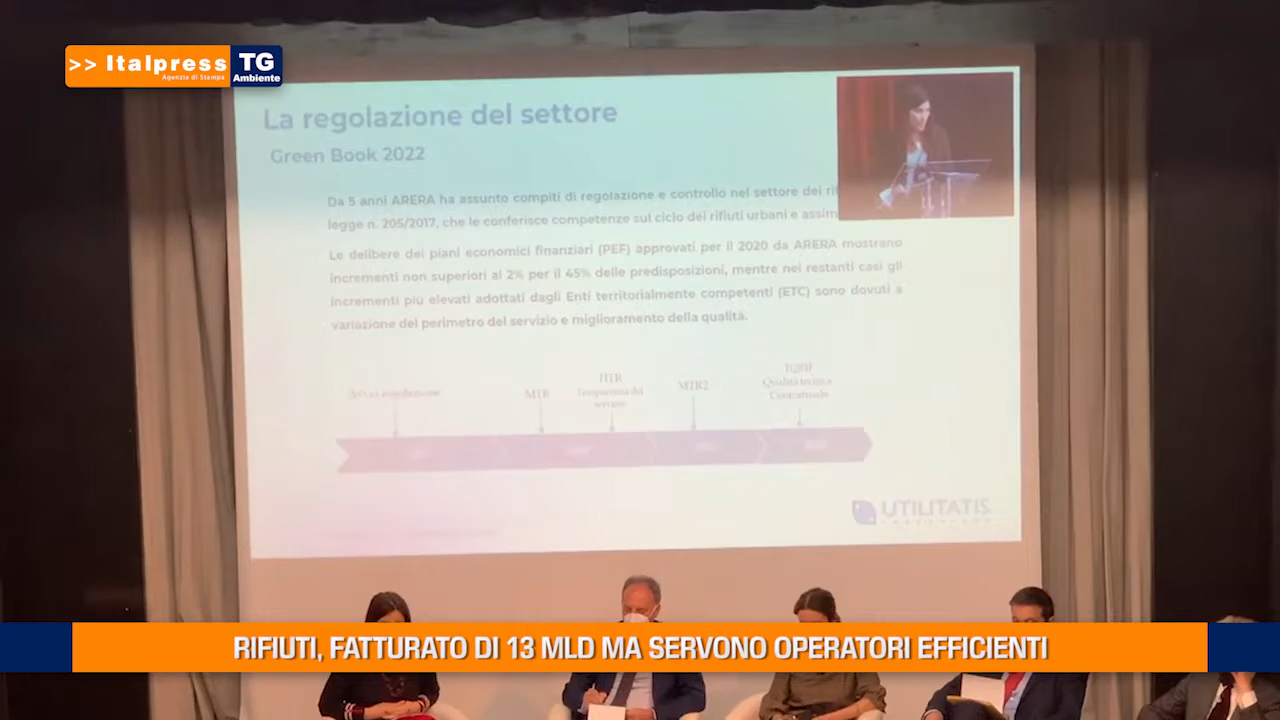 >> Italpress
Agenzia di Stampa
TG
Ambiente
La regolazione del settore
Green Book 2022
Da 5 anni ARERA ha assunto compiti di regolazione e controllo nel settore dei
legge n. 205/2017, che le conferisce competenze sul ciclo dei rifiuti urbani e
Le delibere dei piani economici finanziari (PEF) approvati per il 2020 da ARERA mostrano
incrementi non superiori al 2% per il 45% delle predisposizioni, mentre nei restanti casi gli
incrementi più elevati adottati dagli Enti territorialmente competenti (ETC) sono dovuti a
variazione del perimetro del servizio e miglioramento della qualità.
MTR
MTR2
Qualità tecnica
Contrattuale
UTILITATIS
RIFIUTI, FATTURATO DI 13 MLD MA SERVONO OPERATORI EFFICIENTI